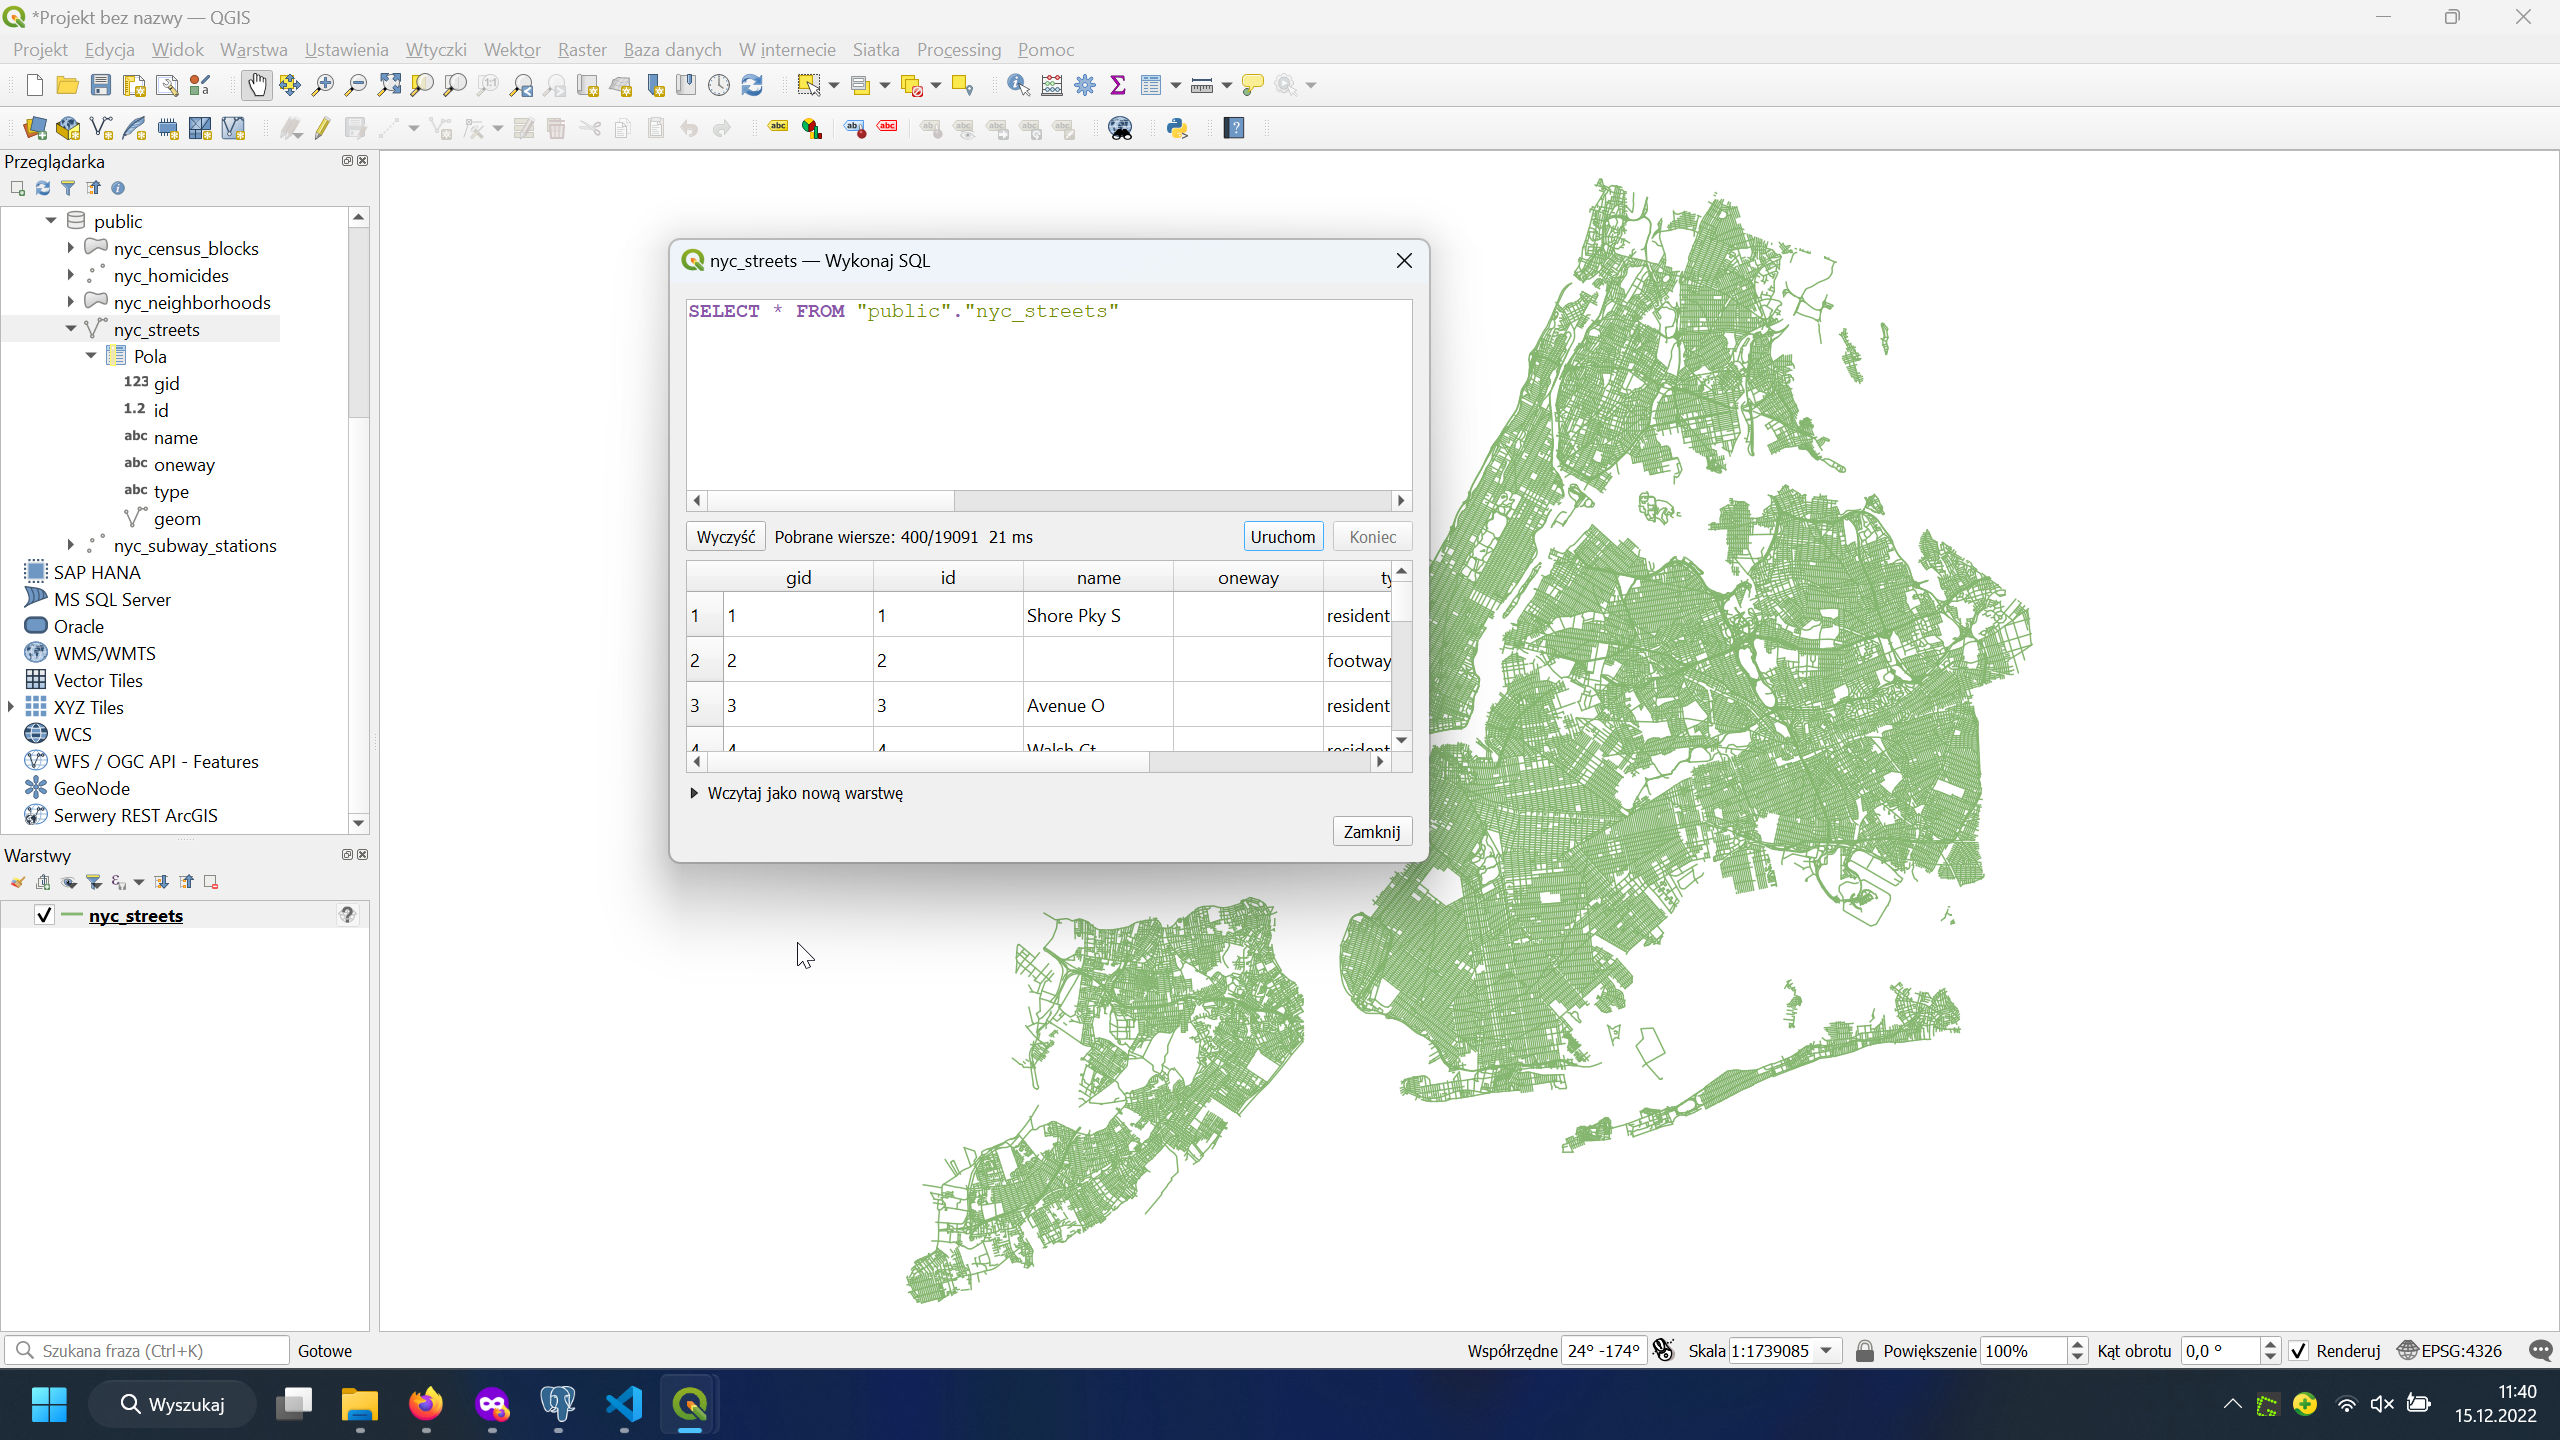 *Projekt bez nazwy — QGIS
Projekt Edycja Widok Warstwa Ustawienia Wtyczki Wektor Raster Baza danych W internecie Siatka Processing Pomoc
Przeglądarka
public
nyc_census_blocks
nyc_homicides
nyc_neighborhoods
nyc_streets
Pola
123 gid
1.2 id
abc name
abc oneway
abc type
geom
nyc_subway_stations
SAP HANA
MS SQL Server
Oracle
WMS/WMTS
Vector Tiles
XYZ Tiles
WCS
WFS / OGC API - Features
GeoNode
Serwery REST ArcGIS
Warstwy
nyc_streets
nyc_streets — Wykonaj SQL
SELECT * FROM "public"."nyc_streets"
Wyczyść Pobrane wiersze: 400/19091 21 ms Uruchom Koniec
gid id name oneway ty
1 1 1 Shore Pky S resident
2 2 2 footway
3 3 3 Avenue O resident
4 4 4 Walsh Ct resident
Wczytaj jako nową warstwę
Zamknij
Szukana fraza (Ctrl+K) Gotowe Współrzędne 24° -174° Skala 1:1739085 Powiększenie 100% Kąt obrotu 0,0 ° Renderuj EPSG:4326
Wyszukaj
11:40
15.12.2022